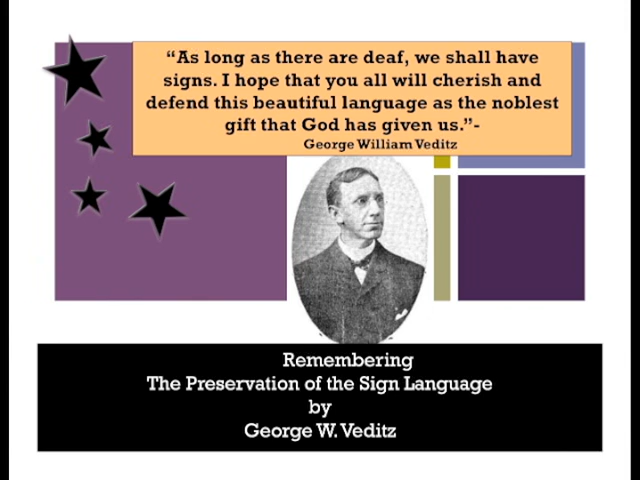 “As long as there are deaf, we shall have
signs. I hope that you all will cherish and
defend this beautiful language as the noblest
gift that God has given us.”-
George William Veditz
Remembering
The Preservation of the Sign Language
by
George W. Veditz